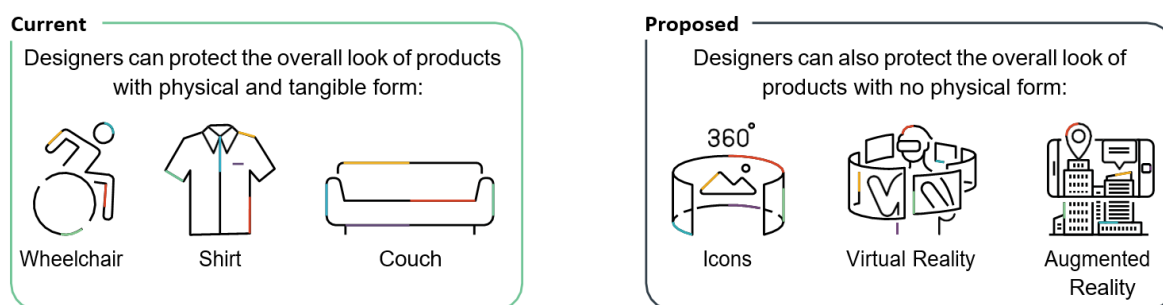 Current
Designers can protect the overall look of products
with physical and tangible form:
Wheelchair
Shirt
Couch
Proposed
Designers can also protect the overall look of
products with no physical form:
360°
Icons
Virtual Reality
Augmented
Reality